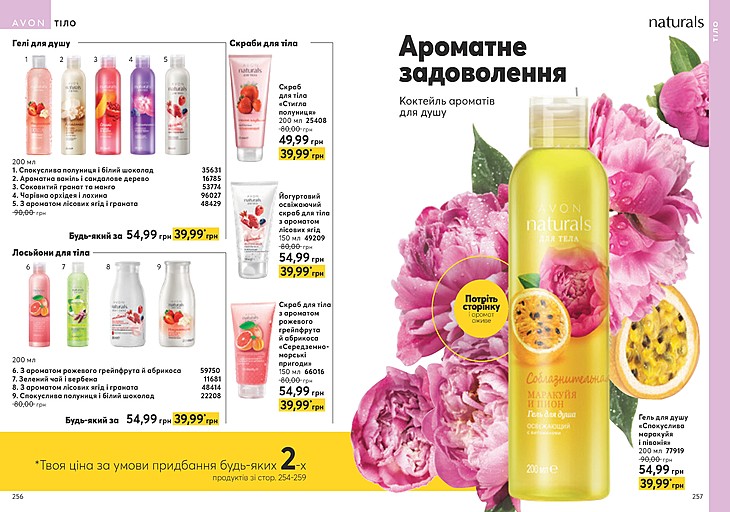 AVON ТІЛО
Гелі для душу
1 2 3 4 5
200 мл
1. Спокуслива полуниця і білий шоколад 35631
2. Ароматна ваніль і сандалове дерево 16785
3. Соковитий гранат та манго 53774
4. Чарівна орхідея і лохина 96027
5. З ароматом лісових ягід і граната 48429
90,00 грн
Будь-який за 54,99 грн 39,99* грн
Лосьйони для тіла
6 7 8 9
200 мл
6. З ароматом рожевого грейпфрута й абрикоса 59750
7. Зелений чай і вербена 11681
8. З ароматом лісових ягід і граната 48414
9. Спокуслива полуниця і білий шоколад 22208
80,00 грн
Будь-який за 54,99 грн 39,99* грн
Скраби для тіла
Скраб
для тіла
«Стигла
полуниця»
200 мл 25408
80,00 грн
49,99 грн
39,99* грн
Йогуртовий
освіжаючий
скраб для тіла
з ароматом
лісових ягід
150 мл 49209
80,00 грн
54,99 грн
39,99* грн
Скраб для тіла
з ароматом
рожевого
грейпфрута
й абрикоса
«Середземно-
морські
пригоди»
150 мл 66016
80,00 грн
54,99 грн
39,99* грн
*Твоя ціна за умови придбання будь-яких 2-х
продуктів зі стор. 254-259
256
naturals
ТІЛО
Ароматне
задоволення
Коктейль ароматів
для душу
AVON
naturals
ДЛЯ ТЕЛА
Потріть
сторінку
і аромат
оживе
Соблазнительная
МАРАКУЙЯ
И ПИОН
Гель для душа
ОСВЕЖАЮЩИЙ
200 мл
Гель для душу
«Спокуслива
маракуйя
і півонія»
200 мл 77919
90,00 грн
54,99 грн
39,99* грн
257